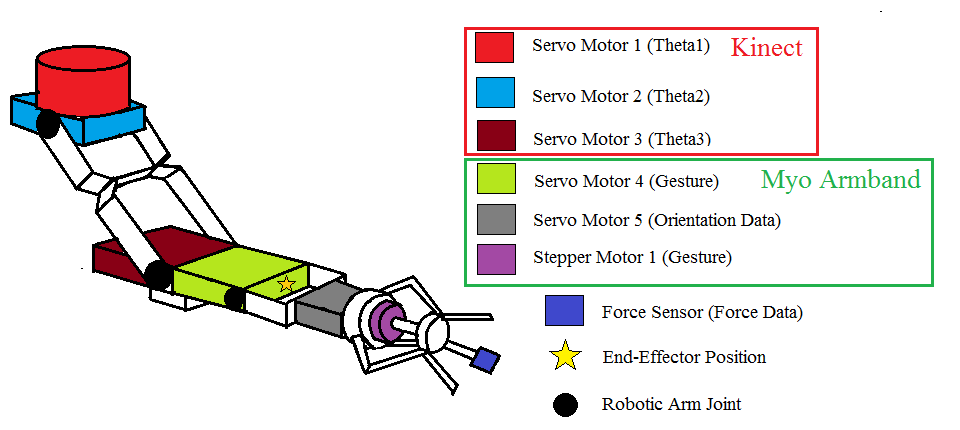 Servo Motor 1 (Theta1) Kinect
Servo Motor 2 (Theta2)
Servo Motor 3 (Theta3)
Servo Motor 4 (Gesture) Myo Armband
Servo Motor 5 (Orientation Data)
Stepper Motor 1 (Gesture)
Force Sensor (Force Data)
End-Effector Position
Robotic Arm Joint